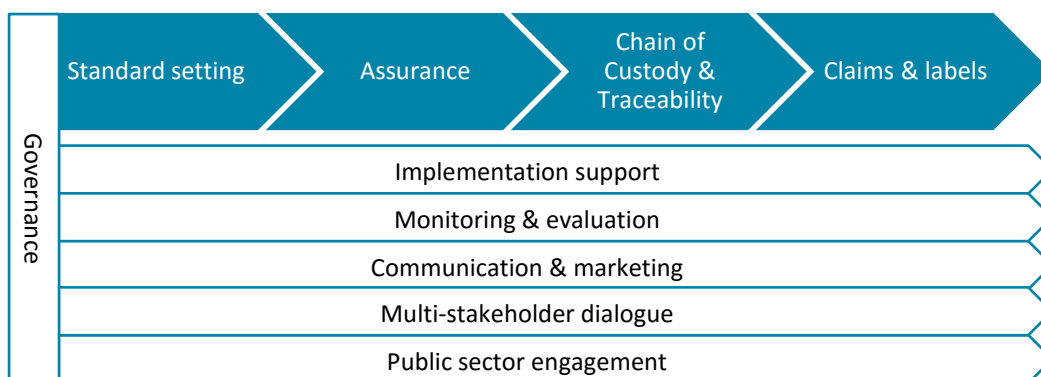 Governance
Standard setting
Assurance
Chain of
Custody &
Traceability
Claims & labels
Implementation support
Monitoring & evaluation
Communication & marketing
Multi-stakeholder dialogue
Public sector engagement